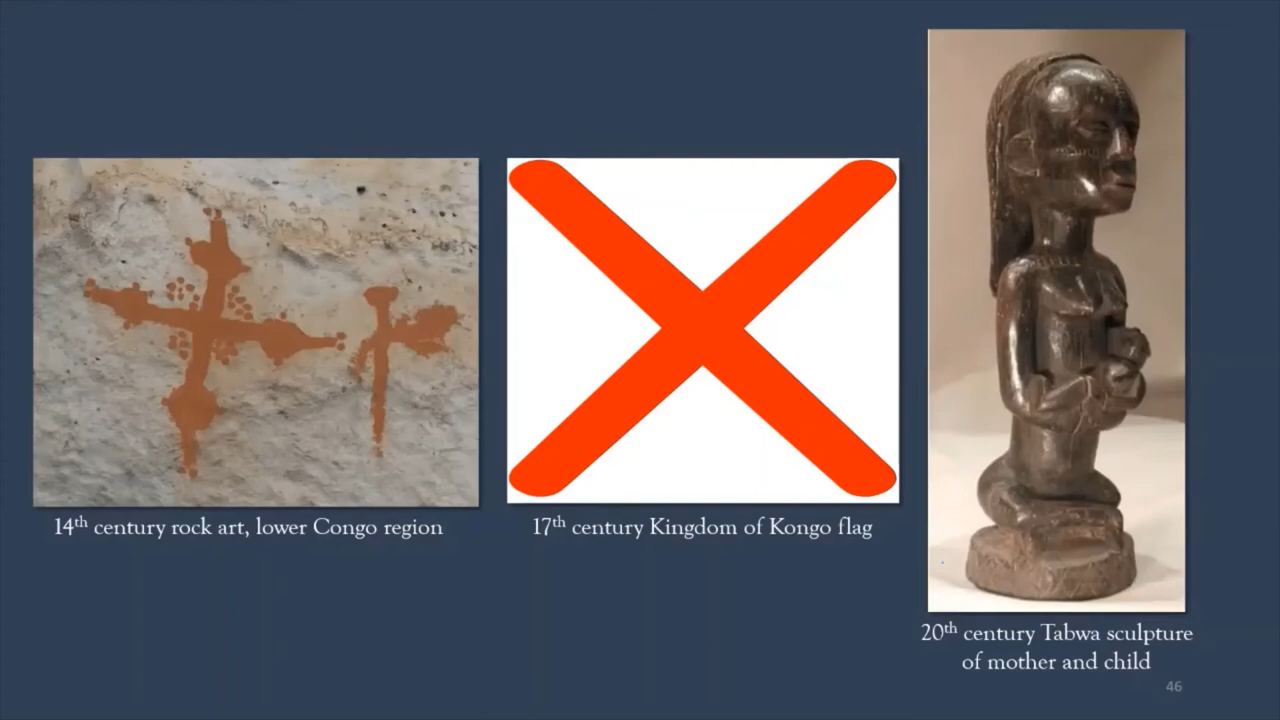 14th century rock art, lower Congo region
17th century Kingdom of Kongo flag
20th century Tabwa sculpture
of mother and child
46